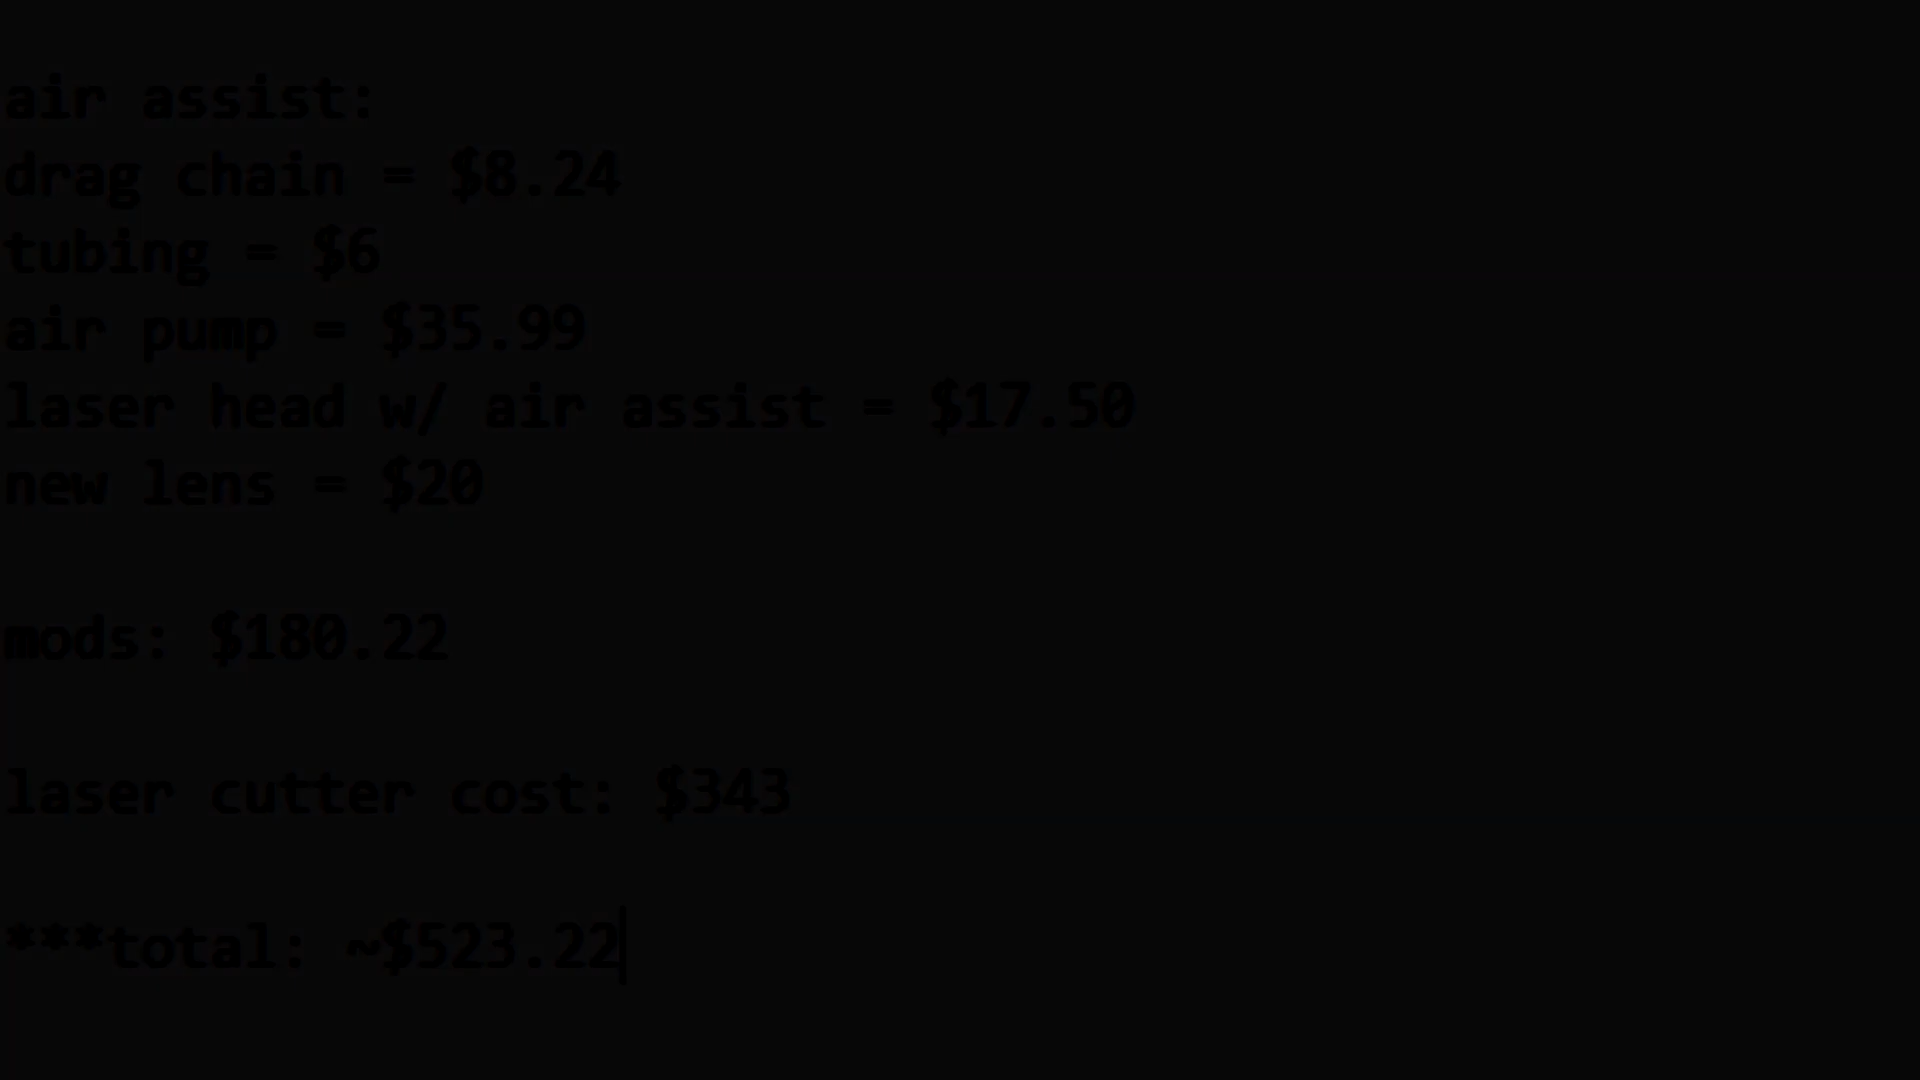 air assist:
drag chain = $8.24
tubing = $6
air pump = $35.99
laser head w/ air assist = $17.50
new lens = $20
mods: $180.22
laser cutter cost: $343
***total: ~$523.22